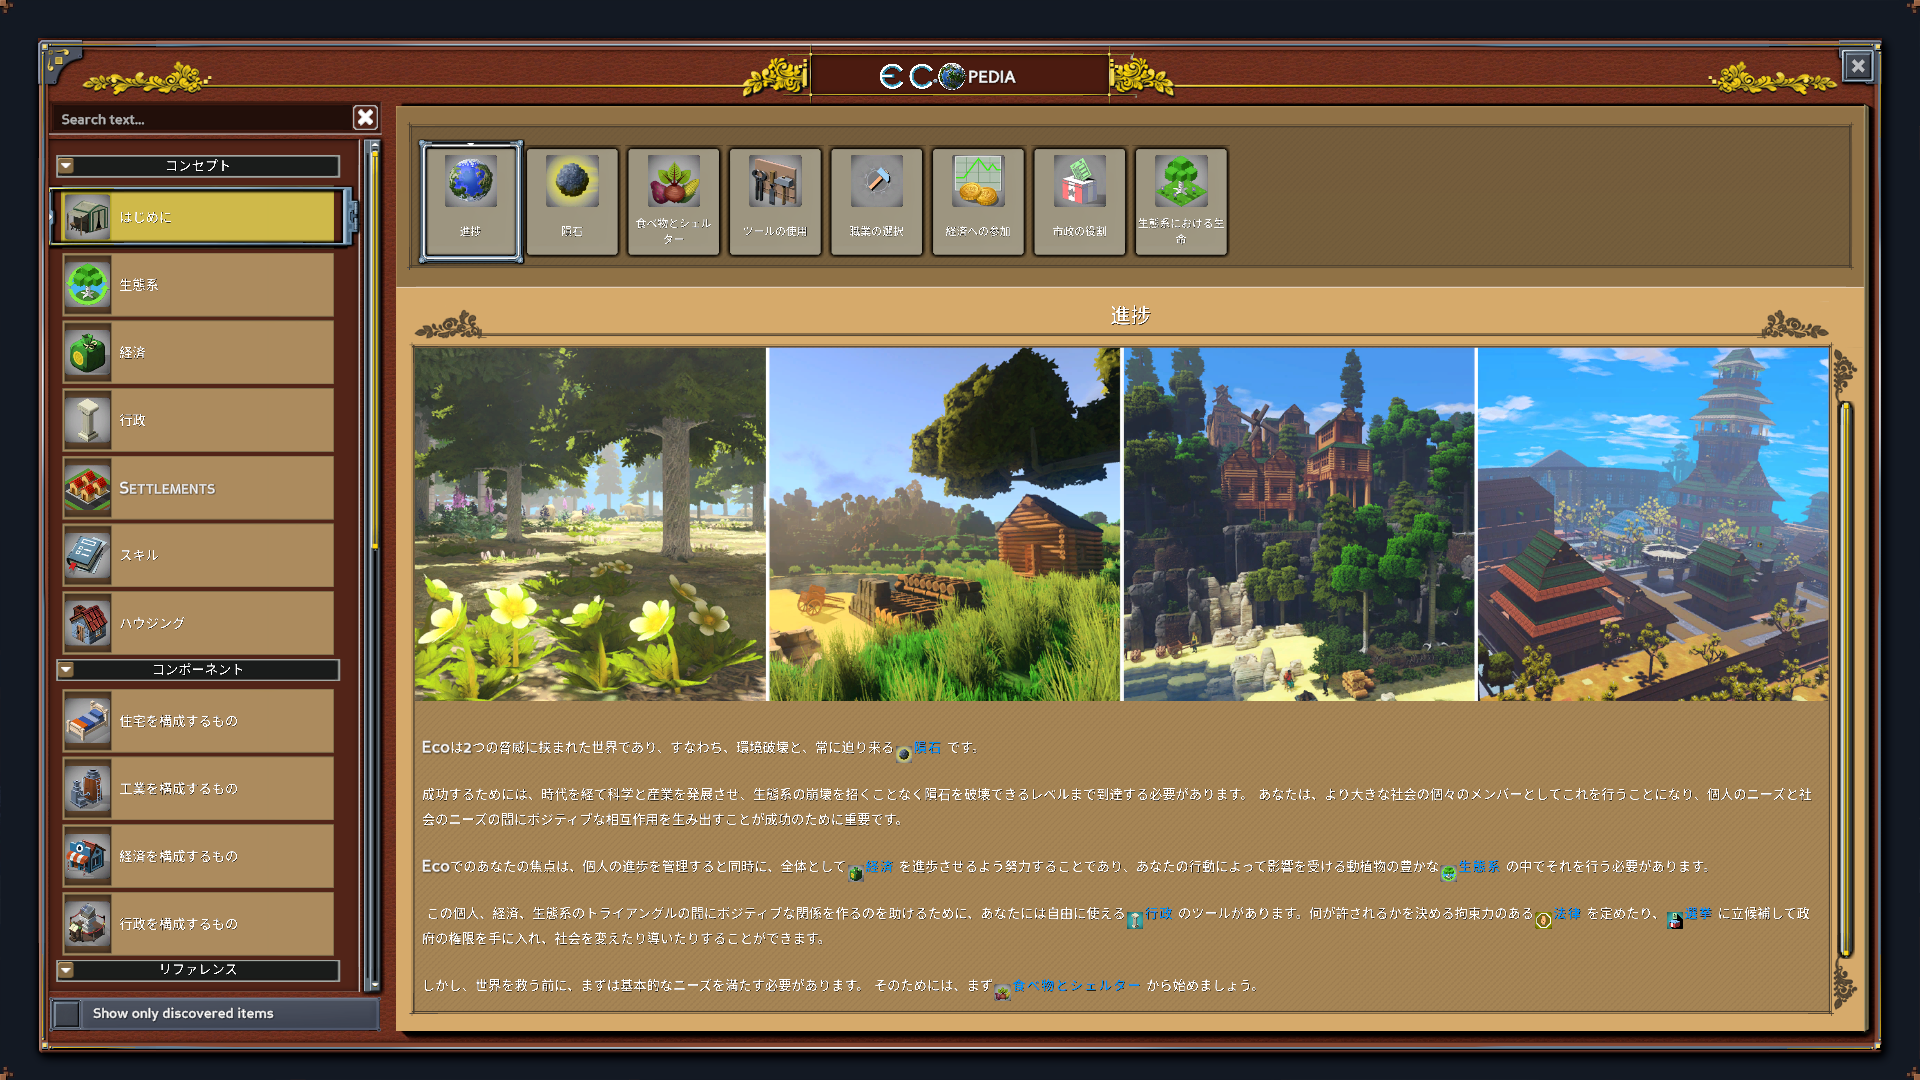 ECOPEDIA
Search text...
コンセプト
はじめに
生態系
経済
行政
SETTLEMENTS
スキル
ハウジング
コンポーネント
住宅を構成するもの
工業を構成するもの
経済を構成するもの
行政を構成するもの
リファレンス
Show only discovered items
進捗
隕石
食べ物とシェル
ター
ツールの使用
職業の選択
経済への参加
市政の役割
生態系における生
命
進捗
Ecoは2つの脅威に挟まれた世界であり、すなわち、環境破壊と、常に迫り来る隕石 です。
成功するためには、時代を経て科学と産業を発展させ、生態系の崩壊を招くことなく隕石を破壊できるレベルまで到達する必要があります。 あなたは、より大きな社会の個々のメンバーとしてこれを行うことになり、個人のニーズと社
会のニーズの間にポジティブな相互作用を生み出すことが成功のために重要です。
Ecoでのあなたの焦点は、個人の進歩を管理すると同時に、全体として経済 を進歩させるよう努力することであり、あなたの行動によって影響を受ける動植物の豊かな生態系 の中でそれを行う必要があります。
この個人、経済、生態系のトライアングルの間にポジティブな関係を作るのを助けるために、あなたには自由に使える行政 のツールがあります。何が許されるかを決める拘束力のある法律 を定めたり、選挙 に立候補して政
府の権限を手に入れ、社会を変えたり導いたりすることができます。
しかし、世界を救う前に、まずは基本的なニーズを満たす必要があります。 そのためには、まず食べ物とシェルター から始めましょう。